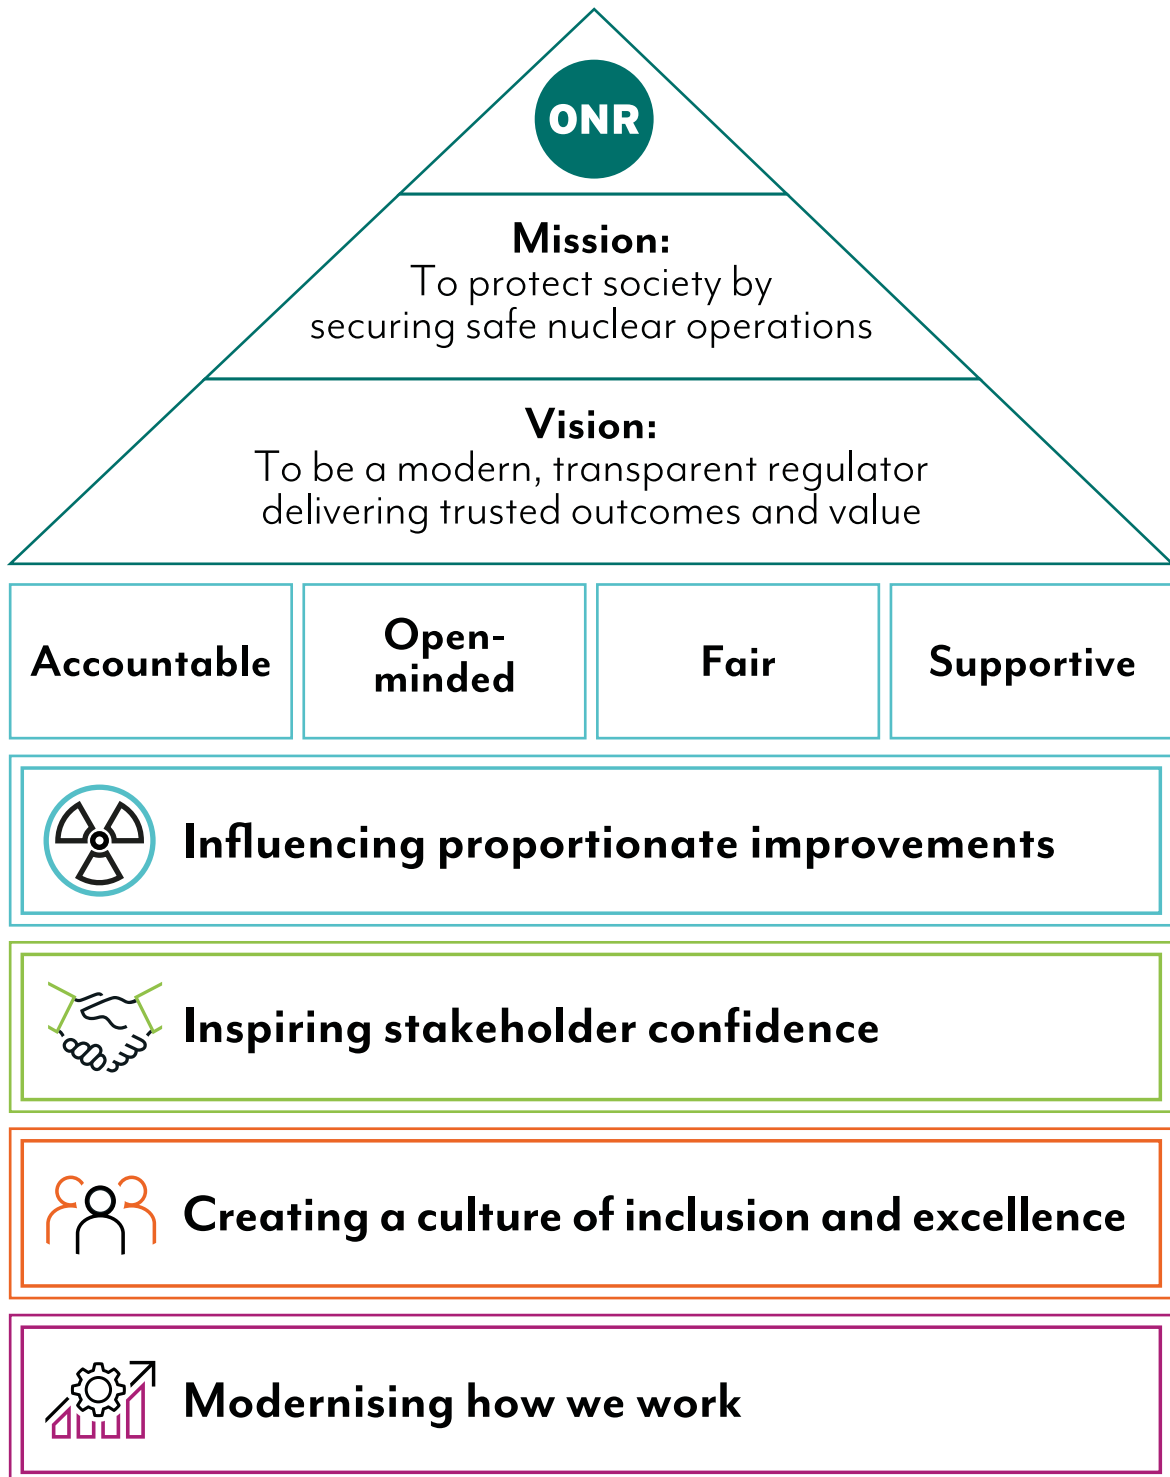 ONR
Mission:
To protect society by
securing safe nuclear operations
Vision:
To be a modern, transparent regulator
delivering trusted outcomes and value
Accountable
Open-
minded
Fair
Supportive
Influencing proportionate improvements
Inspiring stakeholder confidence
Creating a culture of inclusion and excellence
Modernising how we work